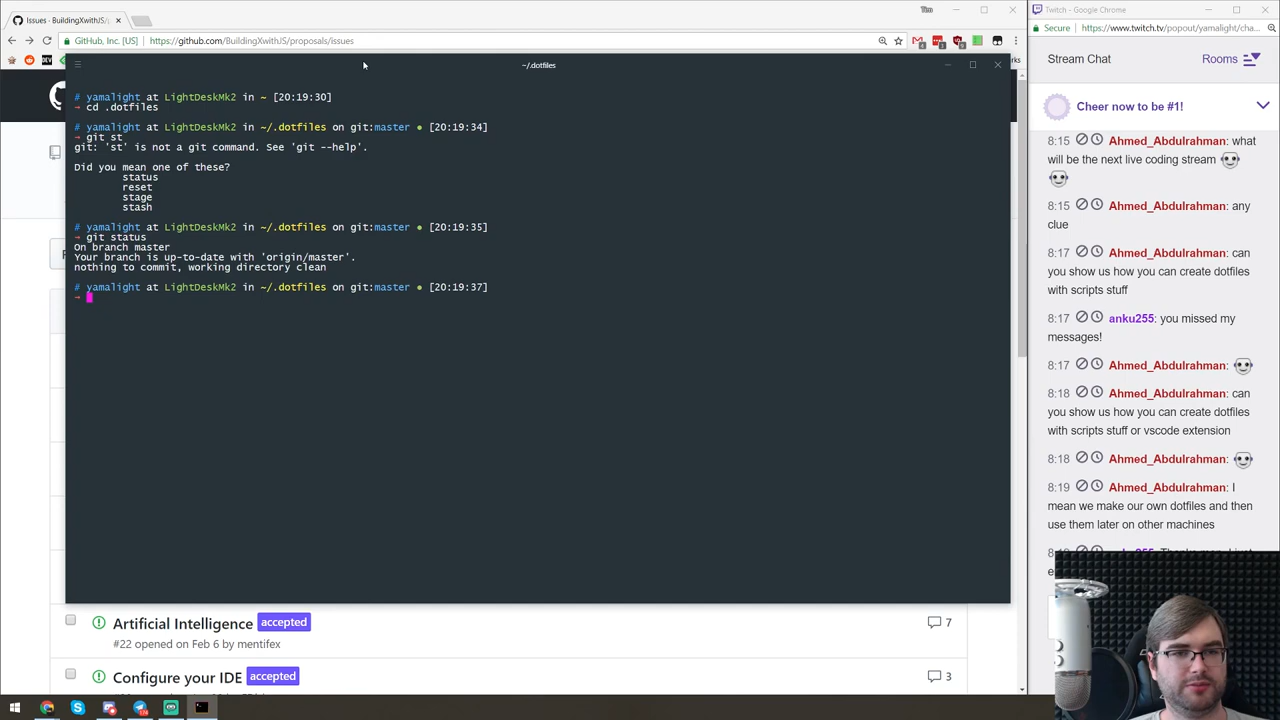 Issues · BuildingXwithJS/p
Tim
Twitch - Google Chrome
GitHub, Inc. [US]
https://github.com/BuildingXwithJS/proposals/issues
Secure
https://www.twitch.tv/popout/yamalight/cha
~/.dotfiles
# yamalight at LightDeskMk2 in ~ [20:19:30]
→ cd .dotfiles
# yamalight at LightDeskMk2 in ~/.dotfiles on git:master ● [20:19:34]
→ git st
git: 'st' is not a git command. See 'git --help'.
Did you mean one of these?
status
reset
stage
stash
# yamalight at LightDeskMk2 in ~/.dotfiles on git:master ● [20:19:35]
→ git status
On branch master
Your branch is up-to-date with 'origin/master'.
nothing to commit, working directory clean
# yamalight at LightDeskMk2 in ~/.dotfiles on git:master ● [20:19:37]
→
Artificial Intelligence accepted
7
#22 opened on Feb 6 by mentifex
Configure your IDE accepted
3
Stream Chat
Rooms
Cheer now to be #1!
8:15 Ahmed_Abdulrahman: what
will be the next live coding stream
8:15 Ahmed_Abdulrahman: any
clue
8:17 Ahmed_Abdulrahman: can
you show us how you can create dotfiles
with scripts stuff
8:17 anku255: you missed my
messages!
8:17 Ahmed_Abdulrahman:
8:18 Ahmed_Abdulrahman: can
you show us how you can create dotfiles
with scripts stuff or vscode extension
8:18 Ahmed_Abdulrahman:
8:19 Ahmed_Abdulrahman: I
mean we make our own dotfiles and then
use them later on other machines